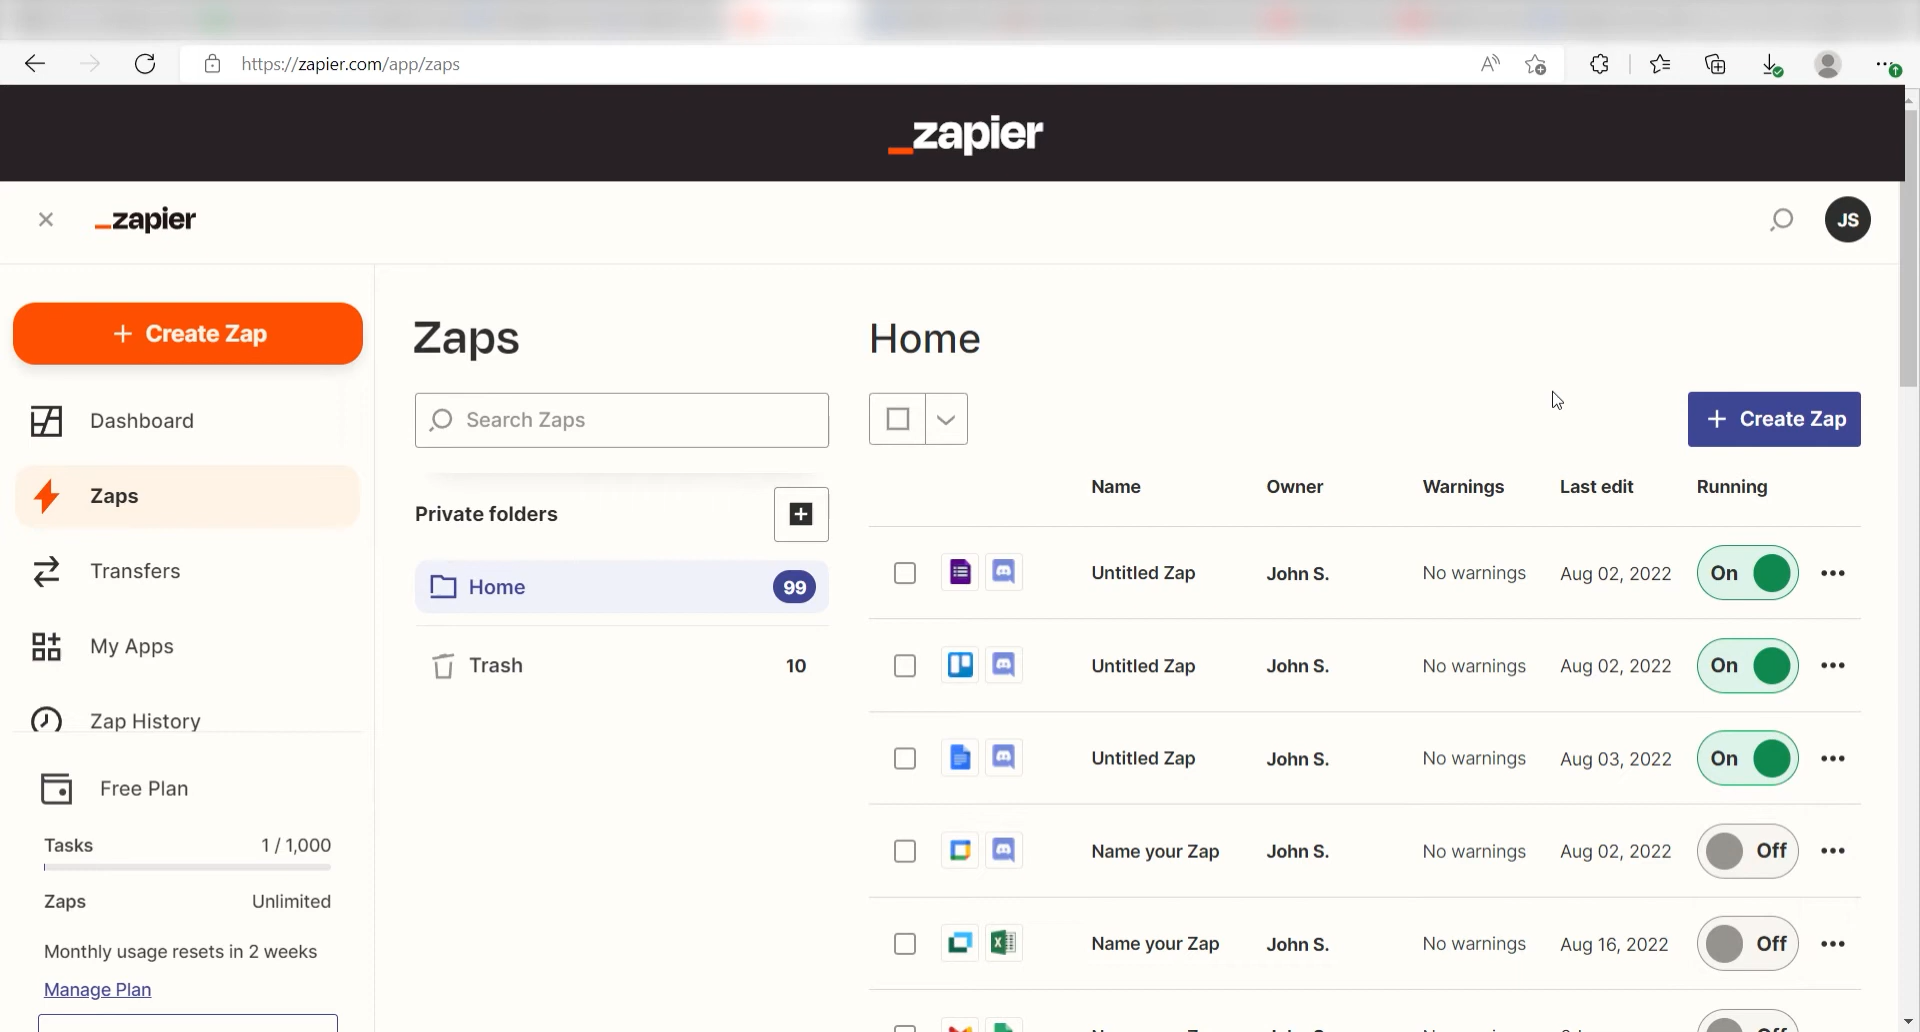 https://zapier.com/app/zaps
zapier
zapier
JS
+ Create Zap
Dashboard
Zaps
Transfers
My Apps
Zap History
Free Plan
Tasks 1 / 1,000
Zaps Unlimited
Monthly usage resets in 2 weeks
Manage Plan
Zaps
Search Zaps
Private folders
Home 99
Trash 10
Home
+ Create Zap
Name Owner Warnings Last edit Running
Untitled Zap John S. No warnings Aug 02, 2022 On
Untitled Zap John S. No warnings Aug 02, 2022 On
Untitled Zap John S. No warnings Aug 03, 2022 On
Name your Zap John S. No warnings Aug 02, 2022 Off
Name your Zap John S. No warnings Aug 16, 2022 Off